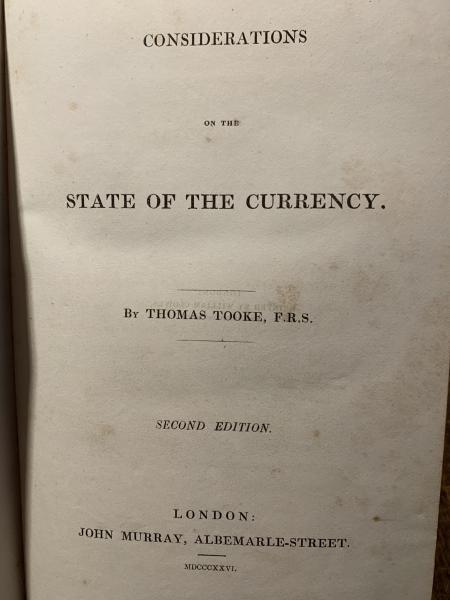 CONSIDERATIONS
ON THE
STATE OF THE CURRENCY.
BY THOMAS TOOKE, F.R.S.
SECOND EDITION.
LONDON:
JOHN MURRAY, ALBEMARLE-STREET.
MDCCCXXVI.